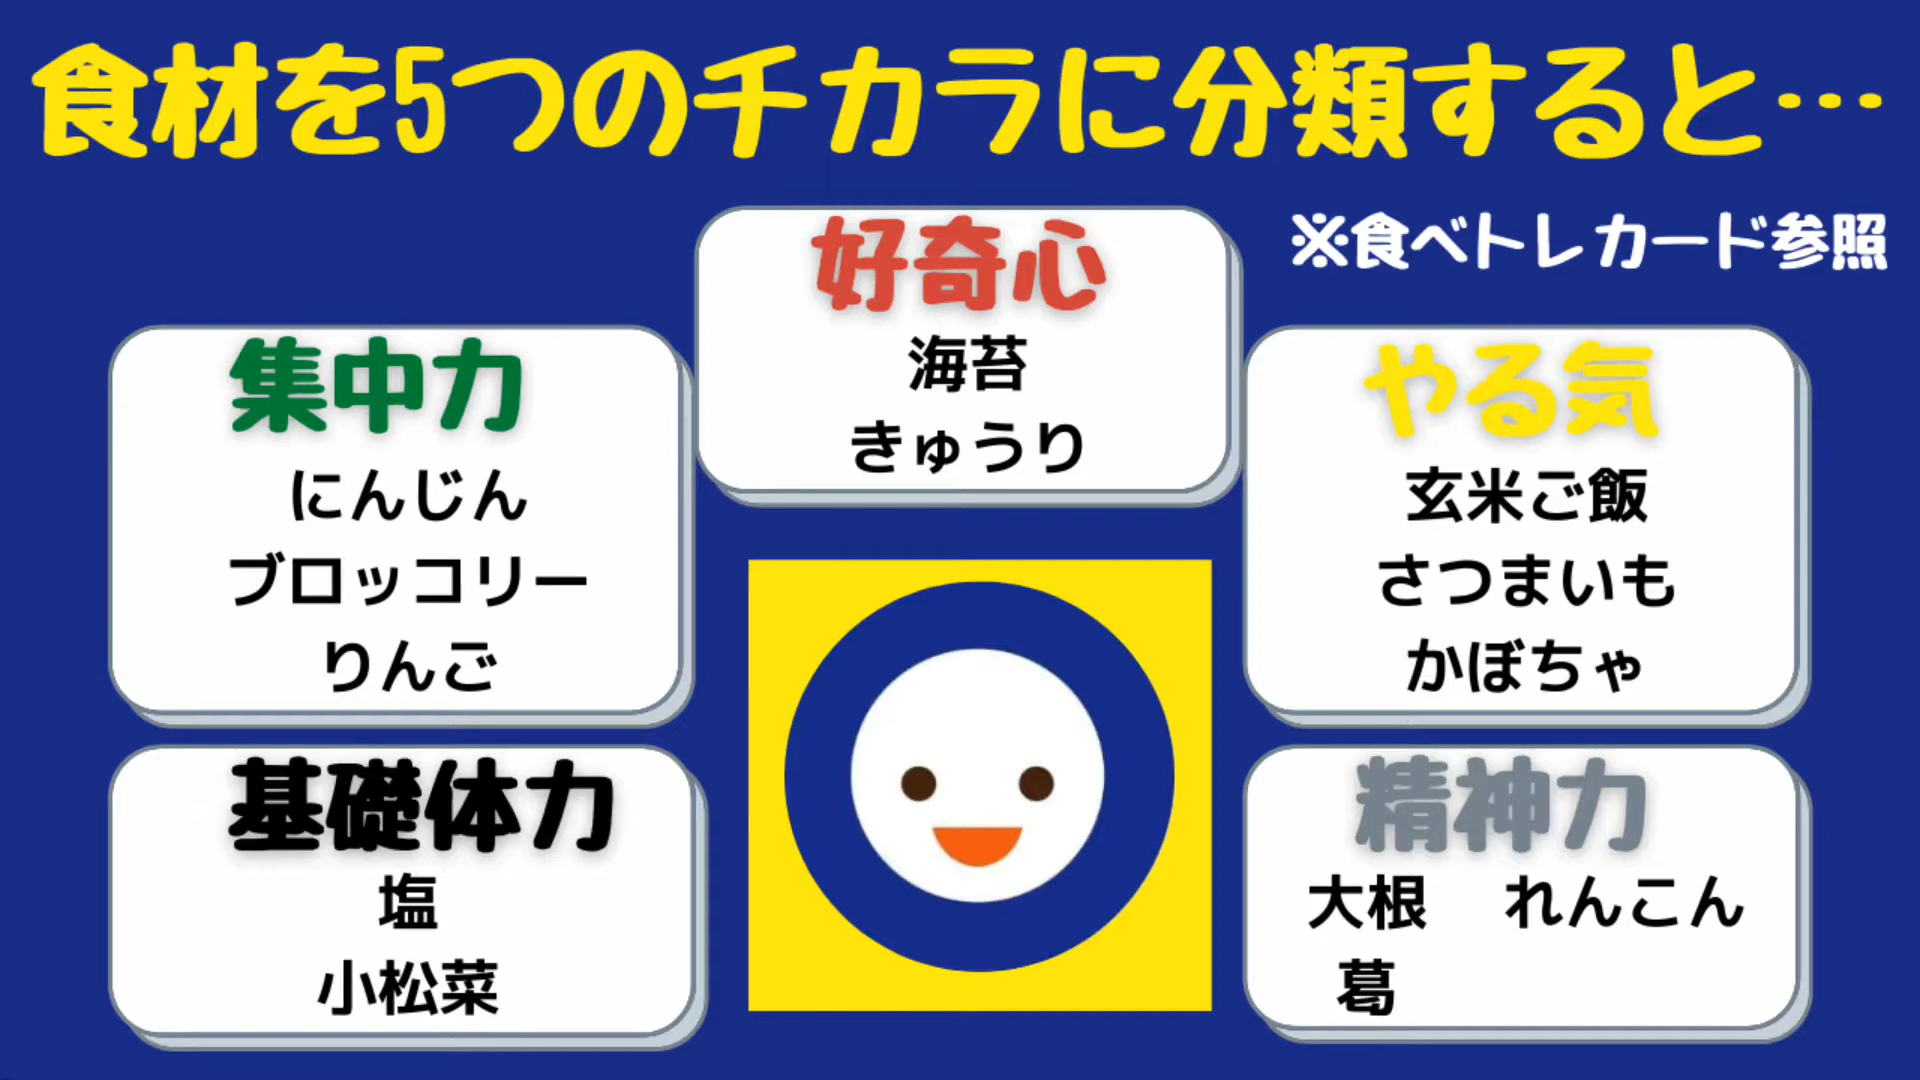 食材を5つのチカラに分類すると…
※食べトレカード参照
好奇心
海苔
きゅうり
集中力
にんじん
ブロッコリー
りんご
やる気
玄米ご飯
さつまいも
かぼちゃ
基礎体力
塩
小松菜
精神力
大根 れんこん
葛